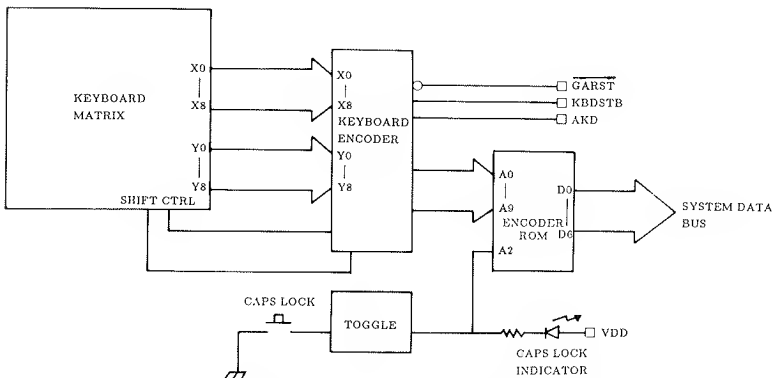 KEYBOARD
MATRIX
X0
X8
Y0
Y8
SHIFT CTRL
X0
X8
KEYBOARD
ENCODER
Y0
Y8
GARST
KBDSTB
AKD
A0
A9
ENCODER
ROM
A2
D0
D6
SYSTEM DATA
BUS
CAPS LOCK
TOGGLE
VDD
CAPS LOCK
INDICATOR